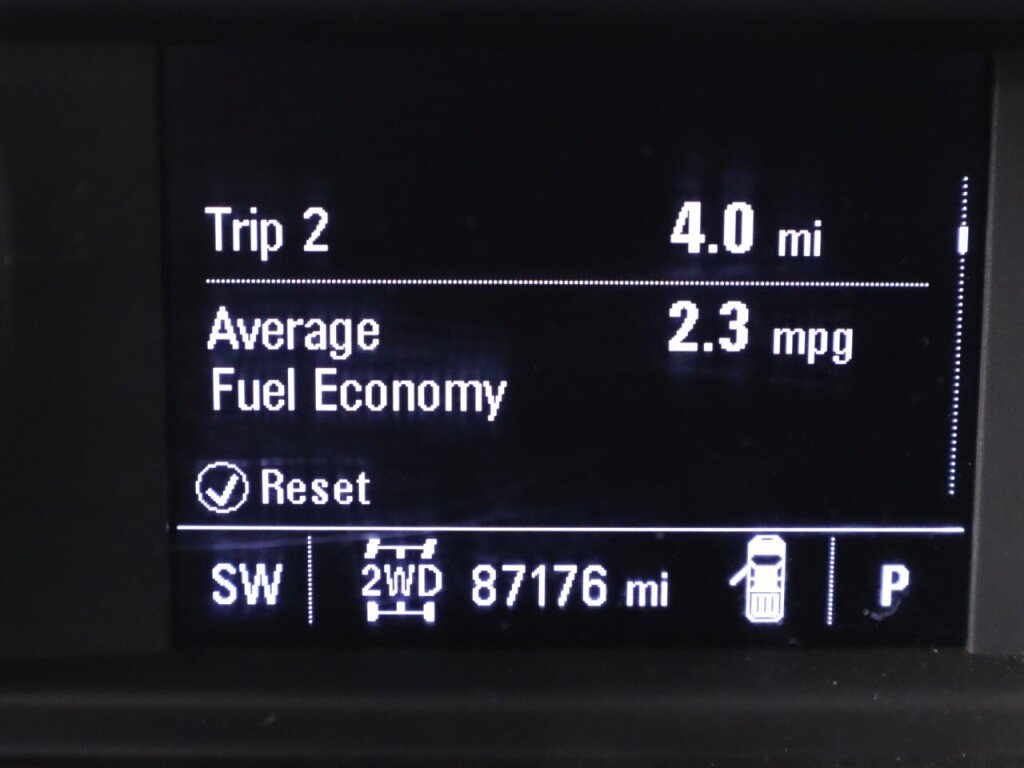 Trip 2 4.0 mi
Average 2.3 mpg
Fuel Economy
Reset
SW 2WD 87176 mi P